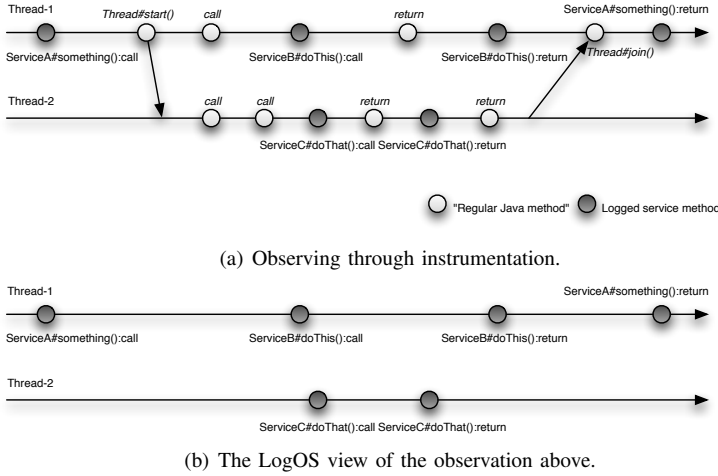 Thread-1
ServiceA#something():return
Thread#start()
call
return
ServiceA#something():call
ServiceB#doThis():call
ServiceB#doThis():return
Thread#join()
Thread-2
call
call
return
return
ServiceC#doThat():call
ServiceC#doThat():return
"Regular Java method"
Logged service method
(a) Observing through instrumentation.
Thread-1
ServiceA#something():return
ServiceA#something():call
ServiceB#doThis():call
ServiceB#doThis():return
Thread-2
ServiceC#doThat():call
ServiceC#doThat():return
(b) The LogOS view of the observation above.